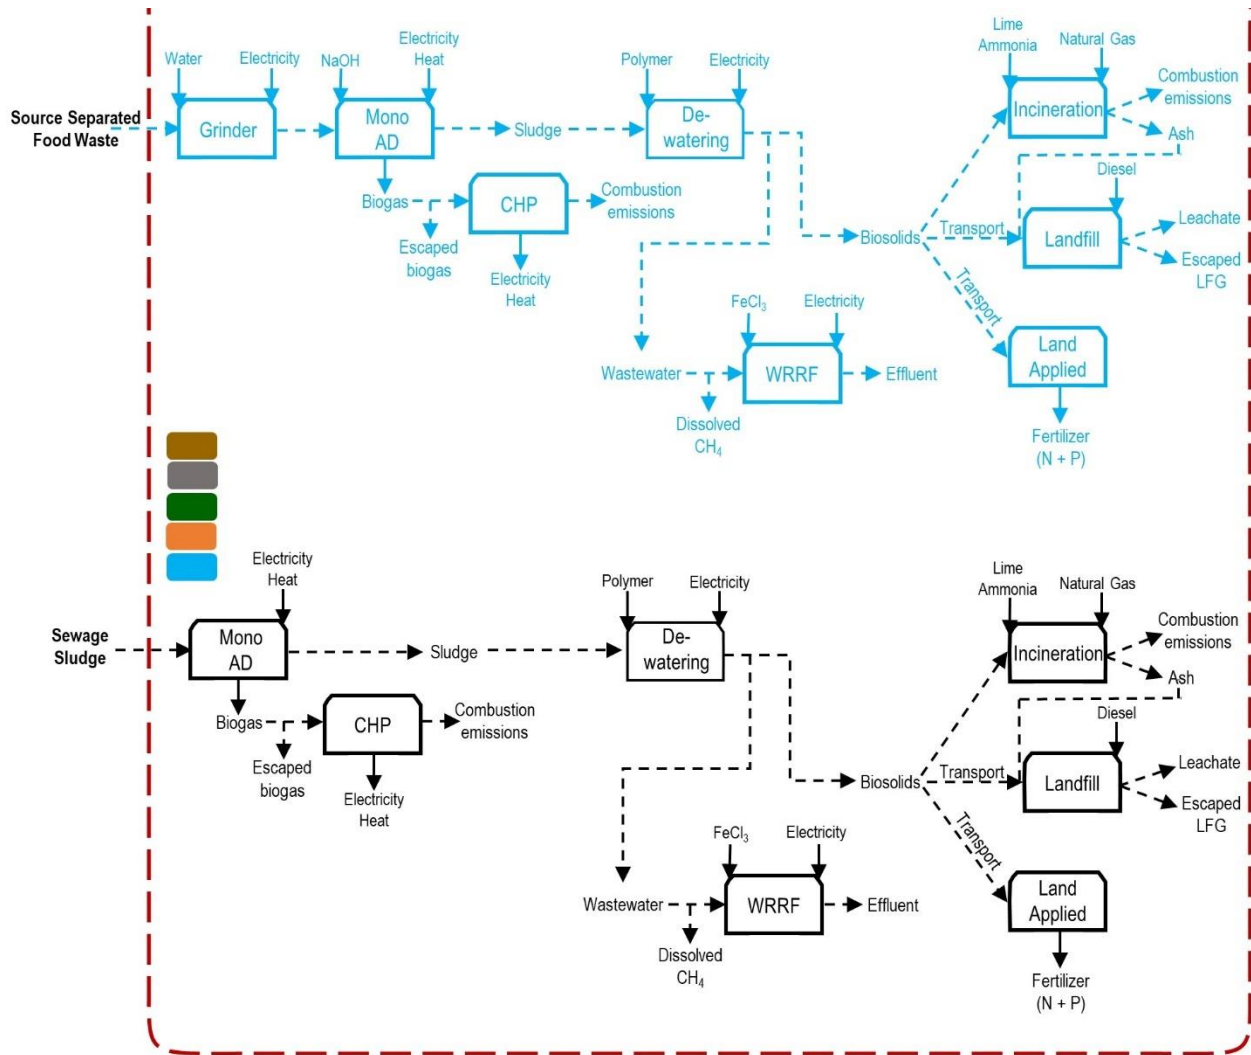 Water
Electricity
NaOH
Electricity
Heat
Polymer
Electricity
Lime
Ammonia
Natural Gas
Source Separated
Food Waste
Grinder
Mono
AD
Sludge
De-
watering
Incineration
Combustion
emissions
Ash
Biogas
CHP
Combustion
emissions
Escaped
biogas
Electricity
Heat
Diesel
Biosolids
Transport
Landfill
Leachate
Escaped
LFG
Transport
FeCl₃
Electricity
Wastewater
WRRF
Effluent
Dissolved
CH₄
Land
Applied
Fertilizer
(N + P)
Electricity
Heat
Polymer
Electricity
Lime
Ammonia
Natural Gas
Sewage
Sludge
Mono
AD
Sludge
De-
watering
Incineration
Combustion
emissions
Ash
Biogas
CHP
Combustion
emissions
Escaped
biogas
Electricity
Heat
Diesel
Biosolids
Transport
Landfill
Leachate
Escaped
LFG
Transport
FeCl₃
Electricity
Wastewater
WRRF
Effluent
Dissolved
CH₄
Land
Applied
Fertilizer
(N + P)